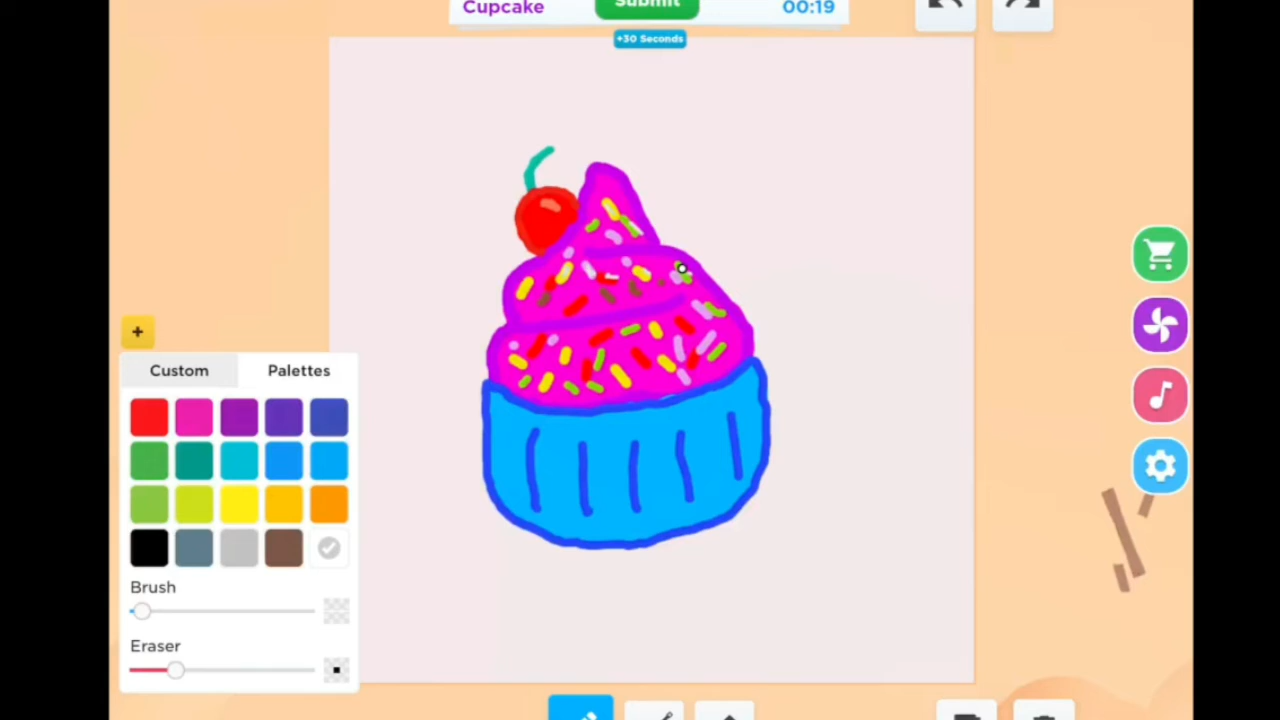 Cupcake
Submit
00:19
+30 Seconds
+
Custom
Palettes
Brush
Eraser